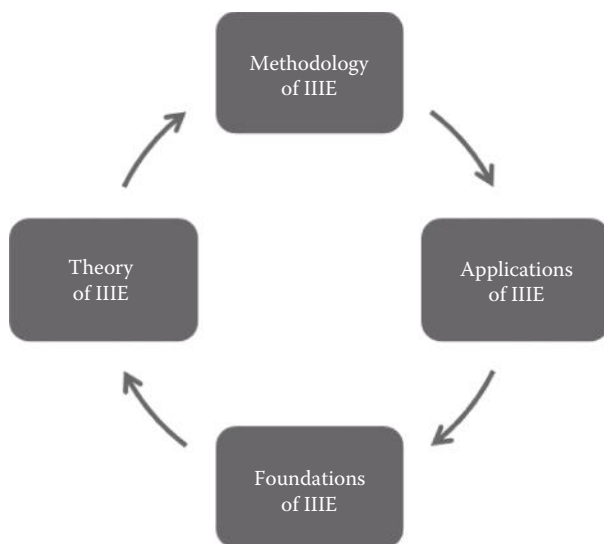 Methodology
of IIIE
Theory
of IIIE
Applications
of IIIE
Foundations
of IIIE